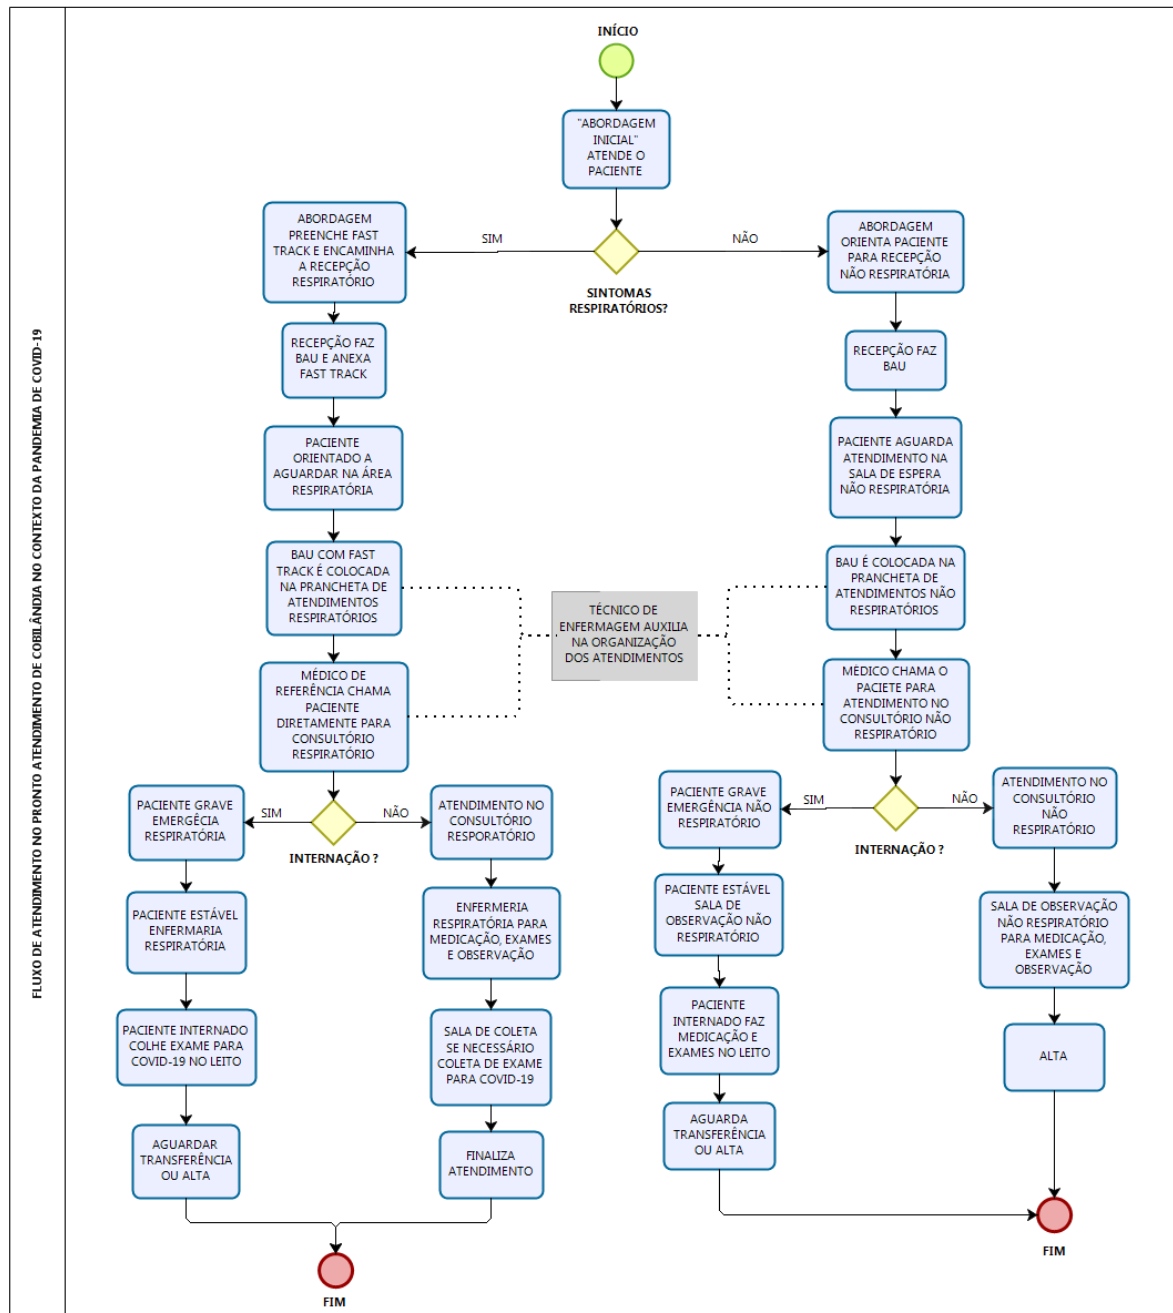 FLUXO DE ATENDIMENTO NO PRONTO ATENDIMENTO DE COBILÂNDIA NO CONTEXTO DA PANDEMIA DE COVID-19
INÍCIO
"ABORDAGEM
INICIAL"
ATENDE O
PACIENTE
SINTOMAS
RESPIRATÓRIOS?
SIM
NÃO
ABORDAGEM
PREENCHE FAST
TRACK E ENCAMINHA
A RECEPÇÃO
RESPIRATÓRIO
RECEPÇÃO FAZ
BAU E ANEXA
FAST TRACK
PACIENTE
ORIENTADO A
AGUARDAR NA ÁREA
RESPIRATÓRIA
BAU COM FAST
TRACK É COLOCADA
NA PRANCHETA DE
ATENDIMENTOS
RESPIRATÓRIOS
MÉDICO DE
REFERÊNCIA CHAMA
PACIENTE
DIRETAMENTE PARA
CONSULTÓRIO
RESPIRATÓRIO
INTERNAÇÃO ?
SIM
NÃO
PACIENTE GRAVE
EMERGÊCIA
RESPIRATÓRIA
PACIENTE ESTÁVEL
ENFERMARIA
RESPIRATÓRIA
PACIENTE INTERNADO
COLHE EXAME PARA
COVID-19 NO LEITO
AGUARDAR
TRANSFERÊNCIA
OU ALTA
ATENDIMENTO NO
CONSULTÓRIO
RESPORATÓRIO
ENFERMERIA
RESPIRATÓRIA PARA
MEDICAÇÃO, EXAMES
E OBSERVAÇÃO
SALA DE COLETA
SE NECESSÁRIO
COLETA DE EXAME
PARA COVID-19
FINALIZA
ATENDIMENTO
FIM
TÉCNICO DE
ENFERMAGEM AUXILIA
NA ORGANIZAÇÃO
DOS ATENDIMENTOS
ABORDAGEM
ORIENTA PACIENTE
PARA RECEPÇÃO
NÃO RESPIRATÓRIA
RECEPÇÃO FAZ
BAU
PACIENTE AGUARDA
ATENDIMENTO NA
SALA DE ESPERA
NÃO RESPIRATÓRIA
BAU É COLOCADA NA
PRANCHETA DE
ATENDIMENTOS NÃO
RESPIRATÓRIOS
MÉDICO CHAMA O
PACIETE PARA
ATENDIMENTO NO
CONSULTÓRIO NÃO
RESPIRATÓRIO
INTERNAÇÃO ?
SIM
NÃO
PACIENTE GRAVE
EMERGÊNCIA NÃO
RESPIRATÓRIO
PACIENTE ESTÁVEL
SALA DE
OBSERVAÇÃO NÃO
RESPIRATÓRIO
PACIENTE
INTERNADO FAZ
MEDICAÇÃO E
EXAMES NO LEITO
AGUARDA
TRANSFERÊNCIA
OU ALTA
ATENDIMENTO NO
CONSULTÓRIO
NÃO
RESPIRATÓRIO
SALA DE OBSERVAÇÃO
NÃO RESPIRATÓRIO
PARA MEDICAÇÃO,
EXAMES E
OBSERVAÇÃO
ALTA
FIM